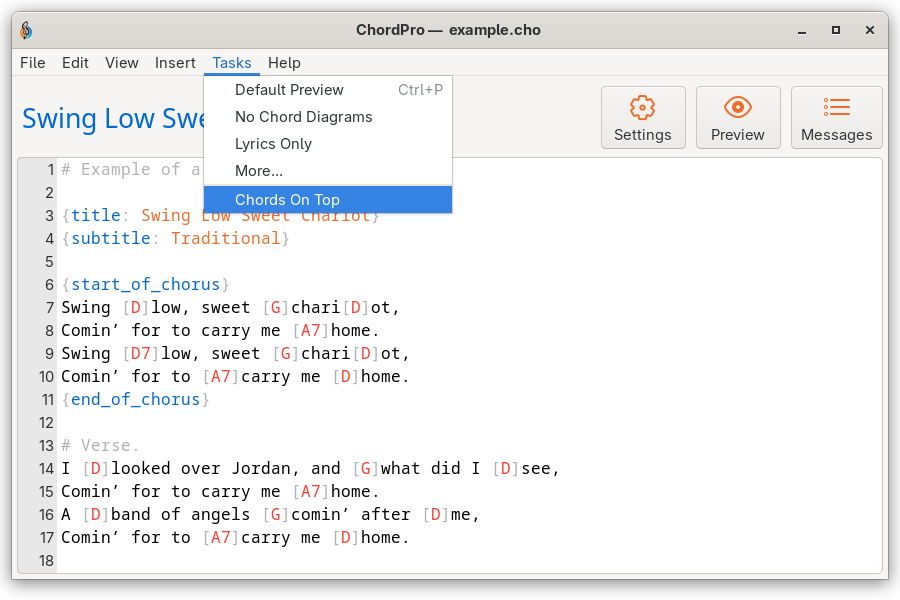 ChordPro — example.cho
File Edit View Insert Tasks Help
Default Preview Ctrl+P
No Chord Diagrams
Lyrics Only
More...
Chords On Top
Swing Low
Settings Preview Messages
1 # Example of a
2
3 {title: Swing Low Sweet Chariot}
4 {subtitle: Traditional}
5
6 {start_of_chorus}
7 Swing [D]low, sweet [G]chari[D]ot,
8 Comin’ for to carry me [A7]home.
9 Swing [D7]low, sweet [G]chari[D]ot,
10 Comin’ for to [A7]carry me [D]home.
11 {end_of_chorus}
12
13 # Verse.
14 I [D]looked over Jordan, and [G]what did I [D]see,
15 Comin’ for to carry me [A7]home.
16 A [D]band of angels [G]comin’ after [D]me,
17 Comin’ for to [A7]carry me [D]home.
18